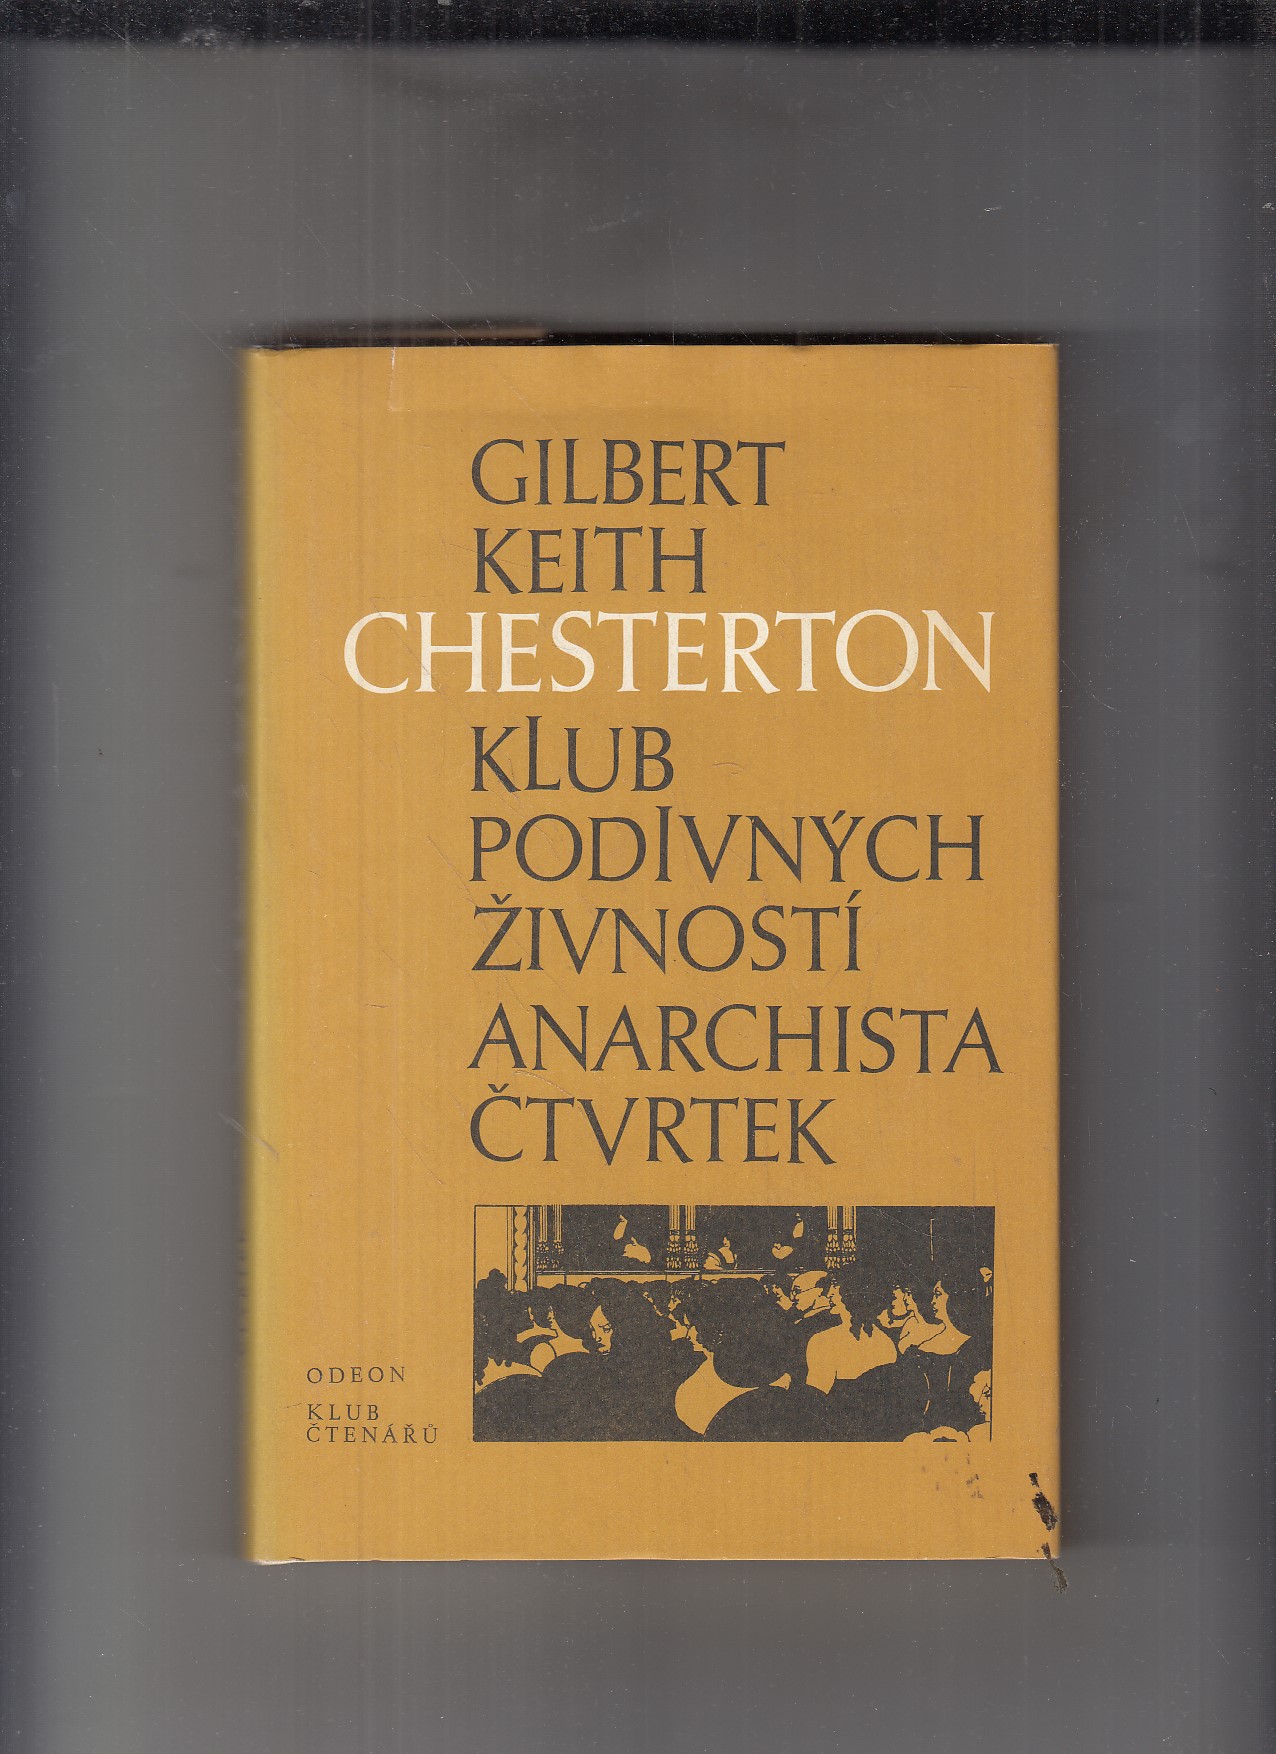 GILBERT
KEITH
CHESTERTON
KLUB
PODIVNÝCH
ŽIVNOSTÍ
ANARCHISTA
ČTVRTEK
ODEON
KLUB
ČTENÁŘŮ